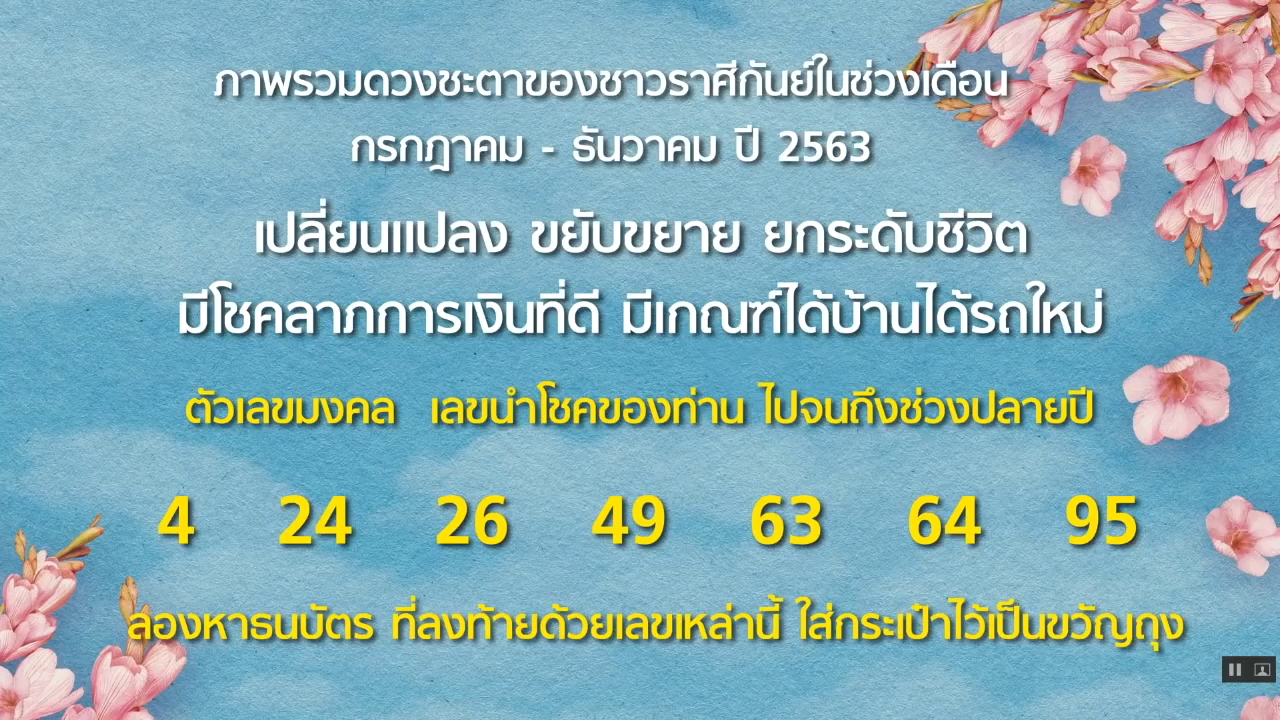 ภาพรวมดวงชะตาของชาวราศีกันย์ในช่วงเดือน
กรกฎาคม - ธันวาคม ปี 2563
เปลี่ยนแปลง ขยับขยาย ยกระดับชีวิต
มีโชคลาภการเงินที่ดี มีเกณฑ์ได้บ้านได้รถใหม่
ตัวเลขมงคล เลขนำโชคของท่าน ไปจนถึงช่วงปลายปี
4 24 26 49 63 64 95
ลองหาธนบัตร ที่ลงท้ายด้วยเลขเหล่านี้ ใส่กระเป๋าไว้เป็นขวัญถุง